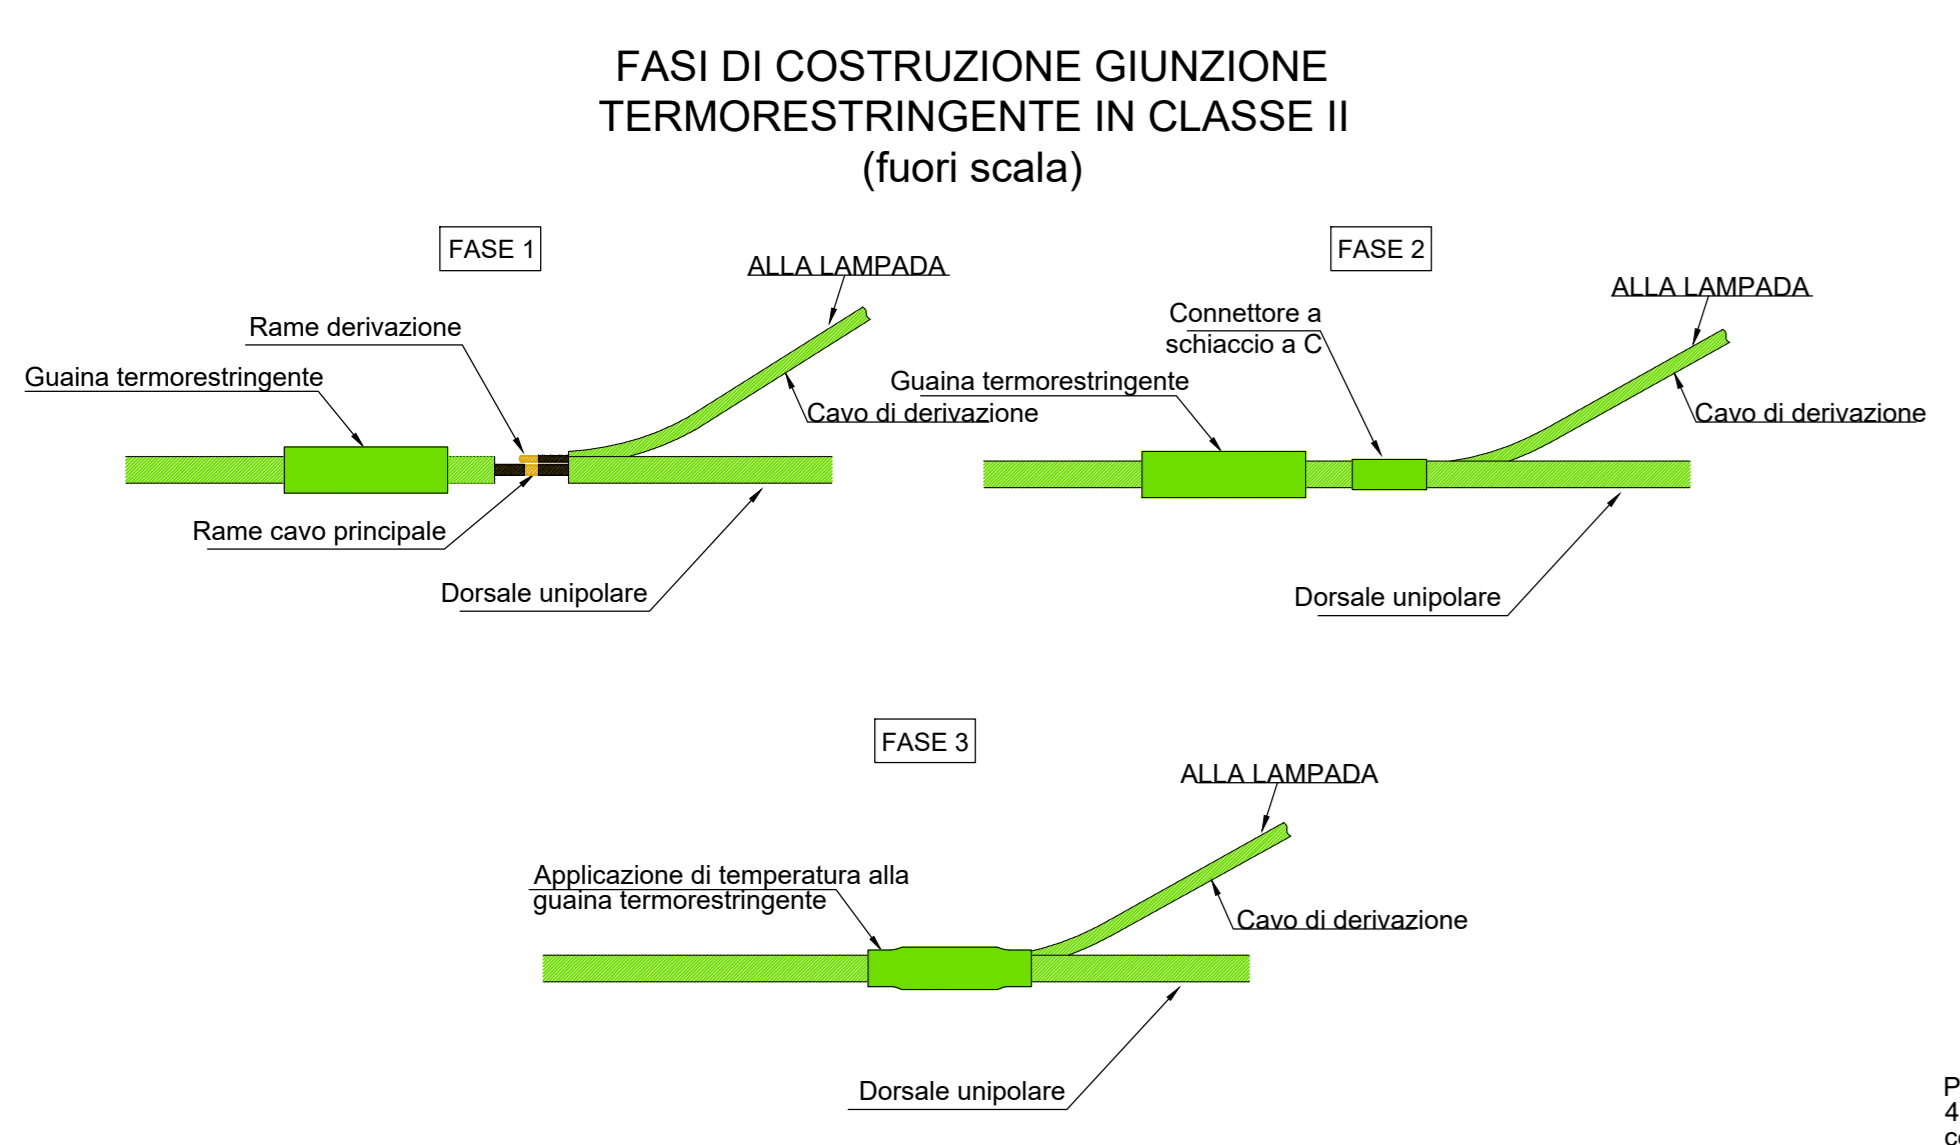 FASI DI COSTRUZIONE GIUNZIONE
TERMORESTRINGENTE IN CLASSE II
(fuori scala)
FASE 1
ALLA LAMPADA
Rame derivazione
Guaina termorestringente
Cavo di derivazione
Rame cavo principale
Dorsale unipolare
FASE 2
ALLA LAMPADA
Connettore a
schiaccio a C
Guaina termorestringente
Cavo di derivazione
Dorsale unipolare
FASE 3
ALLA LAMPADA
Applicazione di temperatura alla
guaina termorestringente
Cavo di derivazione
Dorsale unipolare